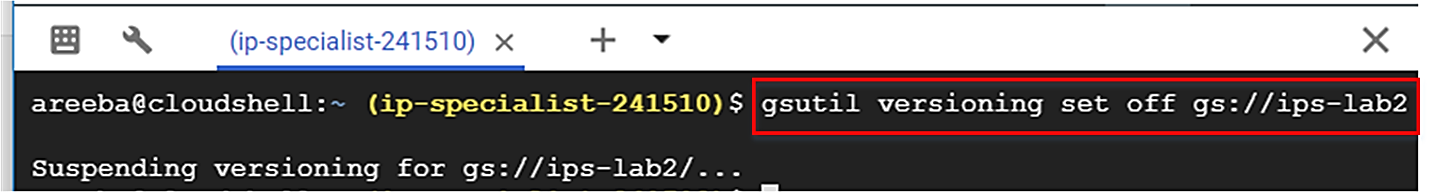 (ip-specialist-241510)
areeba@cloudshell:~ (ip-specialist-241510)$ gsutil versioning set off gs://ips-lab2
Suspending versioning for gs://ips-lab2/...